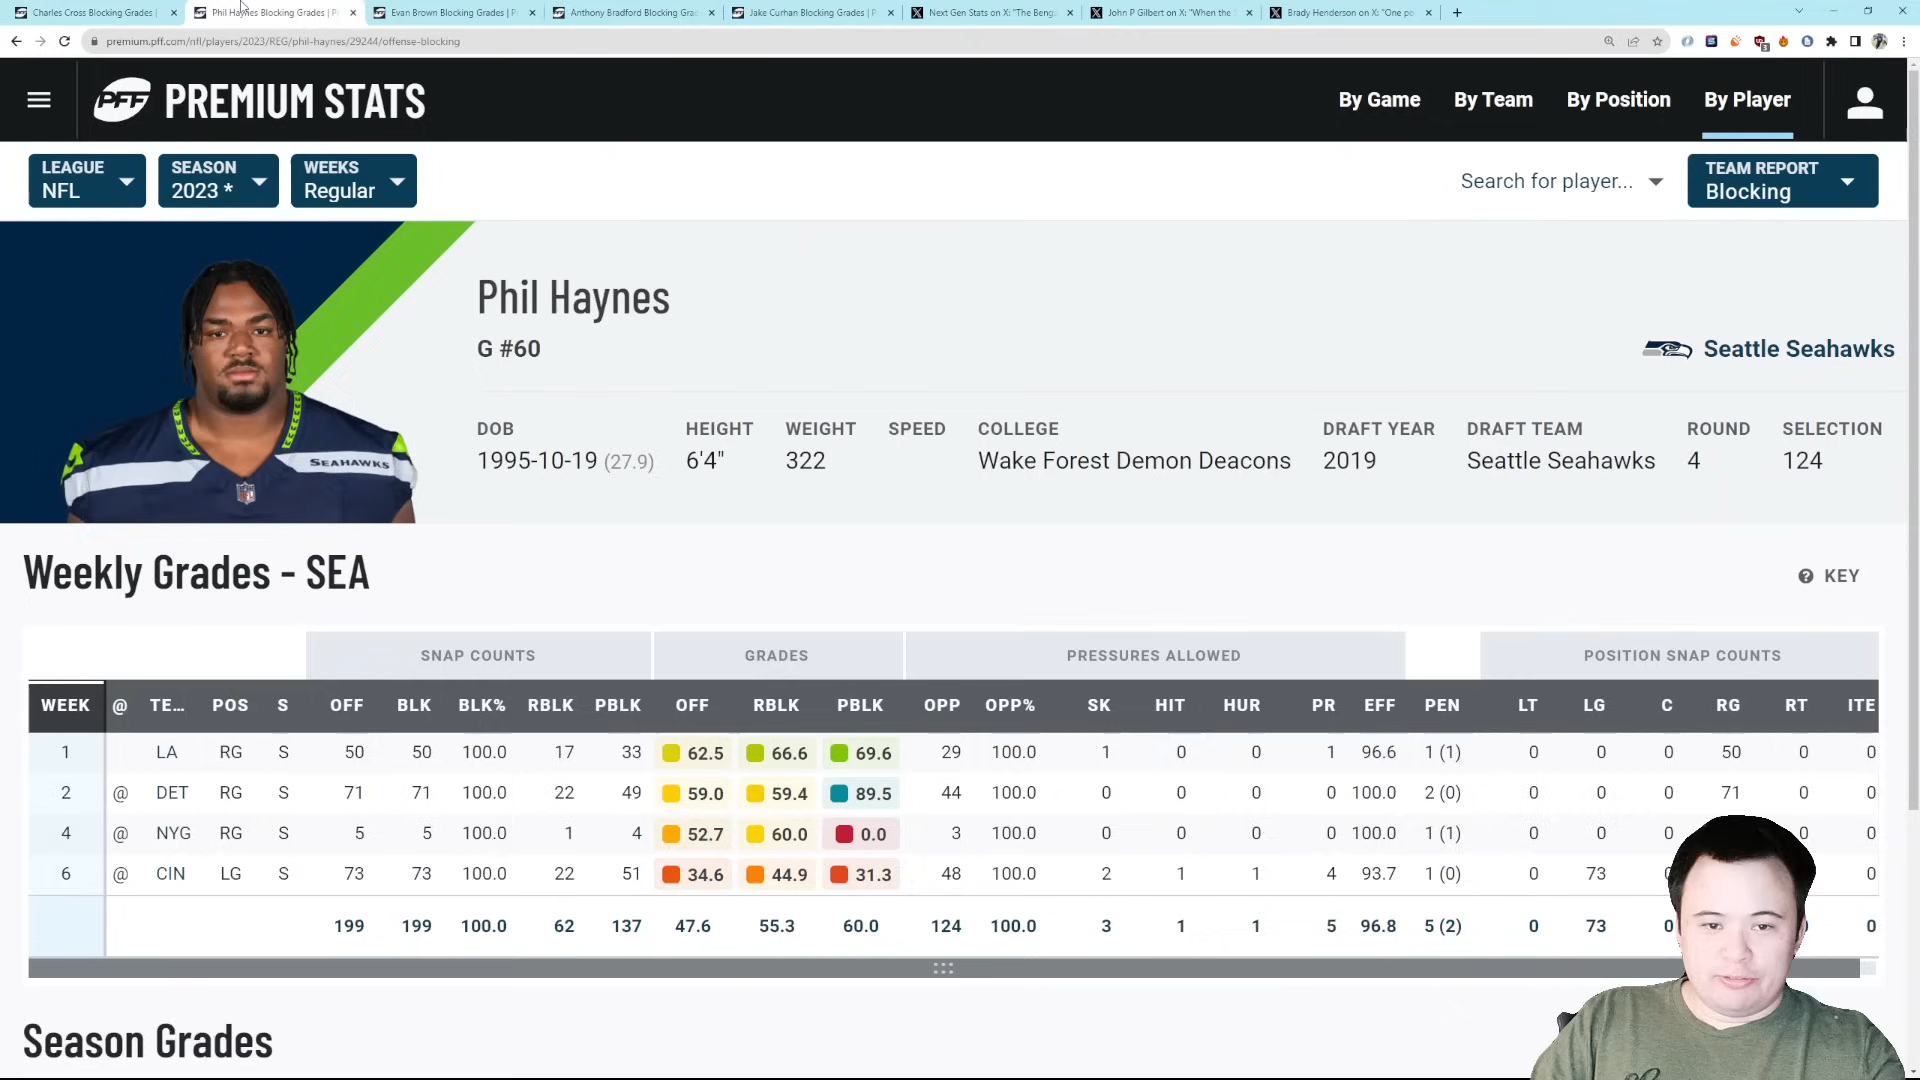 Charles Cross Blocking Grades |
Phil Haynes Blocking Grades | P
Evan Brown Blocking Grades | P
Anthony Bradford Blocking Grad
Jake Curhan Blocking Grades | P
Next Gen Stats on X: "The Benga
John P Gilbert on X: "When the S
Brady Henderson on X: "One po
premium.pff.com/nfl/players/2023/REG/phil-haynes/29244/offense-blocking
PFF PREMIUM STATS
By Game By Team By Position By Player
LEAGUE
NFL
SEASON
2023 *
WEEKS
Regular
Search for player...
TEAM REPORT
Blocking
Phil Haynes
G #60
Seattle Seahawks
DOB HEIGHT WEIGHT SPEED COLLEGE DRAFT YEAR DRAFT TEAM ROUND SELECTION
1995-10-19 (27.9) 6'4" 322 Wake Forest Demon Deacons 2019 Seattle Seahawks 4 124
SEAHAWKS
Weekly Grades - SEA
? KEY
SNAP COUNTS GRADES PRESSURES ALLOWED POSITION SNAP COUNTS
WEEK @ TE... POS S OFF BLK BLK% RBLK PBLK OFF RBLK PBLK OPP OPP% SK HIT HUR PR EFF PEN LT LG C RG RT ITE
1 LA RG S 50 50 100.0 17 33 62.5 66.6 69.6 29 100.0 1 0 0 1 96.6 1 (1) 0 0 0 50 0 0
2 @ DET RG S 71 71 100.0 22 49 59.0 59.4 89.5 44 100.0 0 0 0 0 100.0 2 (0) 0 0 0 71 0 0
4 @ NYG RG S 5 5 100.0 1 4 52.7 60.0 0.0 3 100.0 0 0 0 0 100.0 1 (1) 0 0 0 0 0
6 @ CIN LG S 73 73 100.0 22 51 34.6 44.9 31.3 48 100.0 2 1 1 4 93.7 1 (0) 0 73 0
199 199 100.0 62 137 47.6 55.3 60.0 124 100.0 3 1 1 5 96.8 5 (2) 0 73 0 0
Season Grades